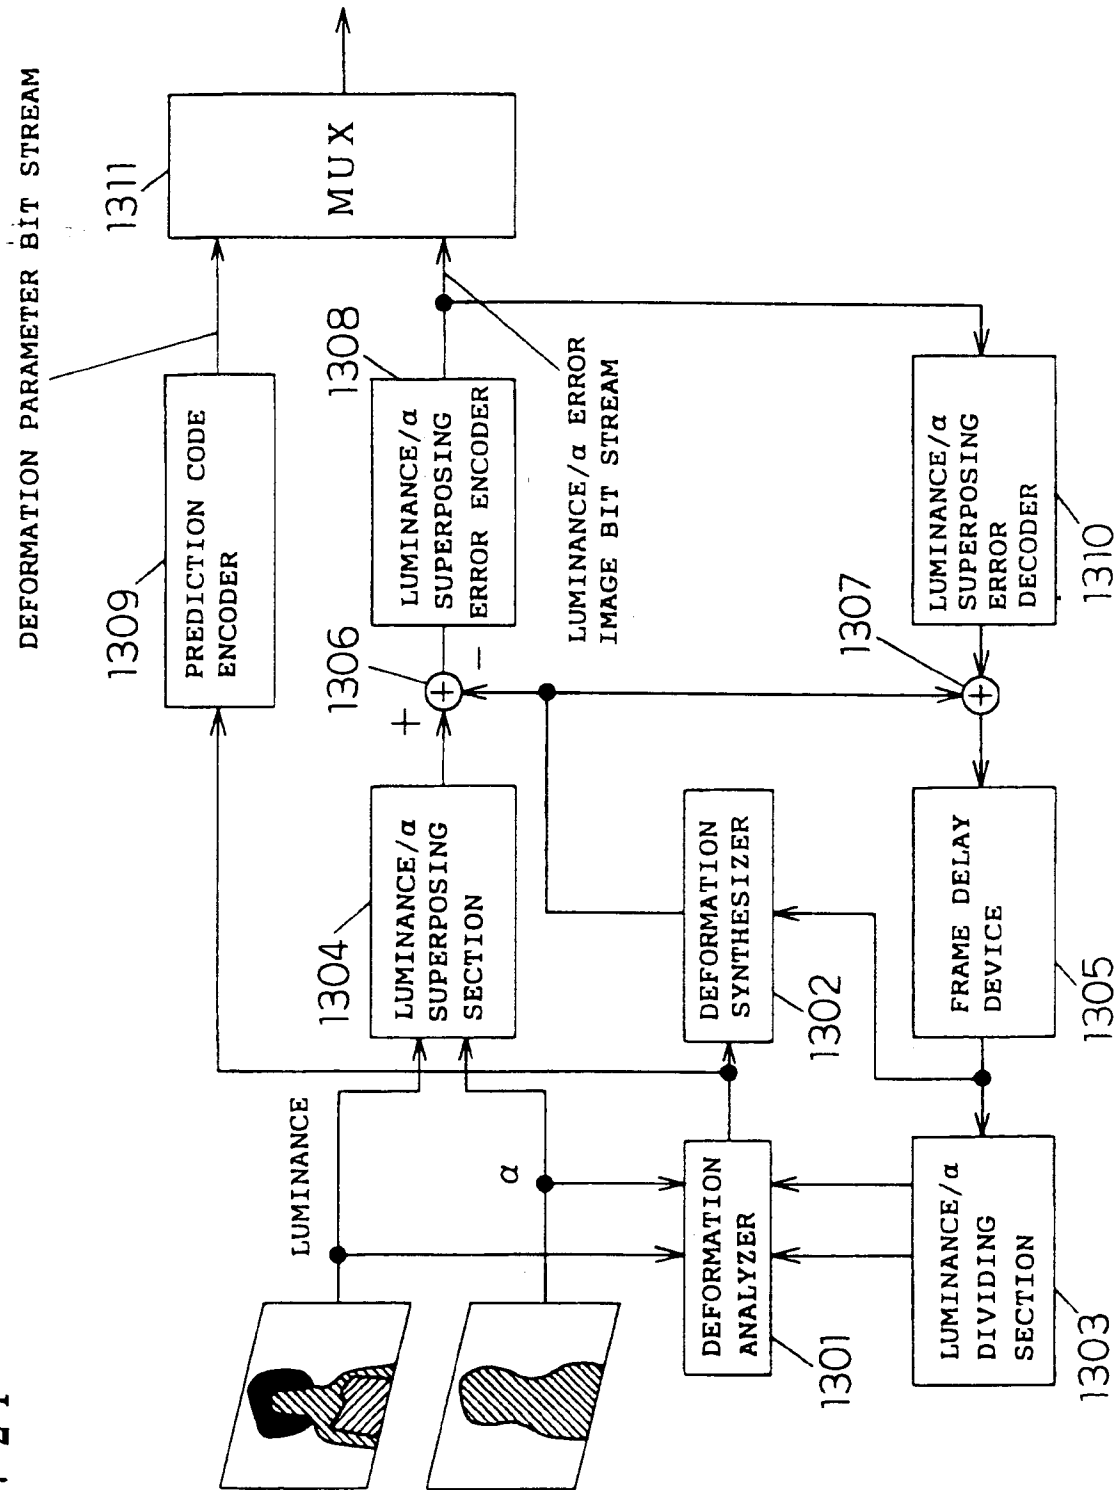 DEFORMATION PARAMETER BIT STREAM
1311
MUX
1309
PREDICTION CODE
ENCODER
1308
LUMINANCE/α
SUPERPOSING
ERROR ENCODER
LUMINANCE/α ERROR
IMAGE BIT STREAM
1306
+
+
−
1304
LUMINANCE/α
SUPERPOSING
SECTION
LUMINANCE
α
1302
DEFORMATION
SYNTHESIZER
1301
DEFORMATION
ANALYZER
1307
+
1310
LUMINANCE/α
SUPERPOSING
ERROR
DECODER
1305
FRAME DELAY
DEVICE
1303
LUMINANCE/α
DIVIDING
SECTION